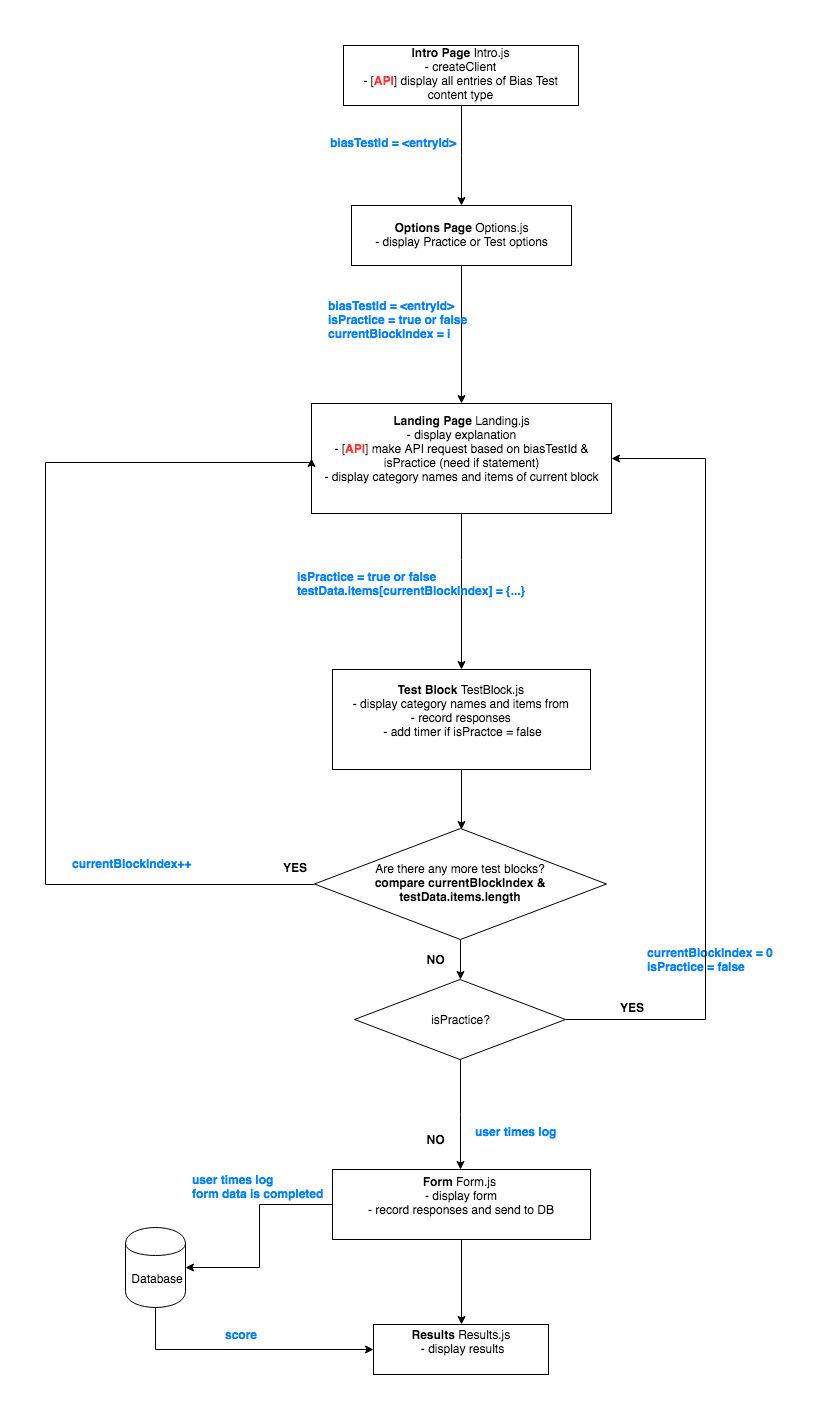 Intro Page Intro.js
- createClient
- [API] display all entries of Bias Test
content type
biasTestId = <entryId>
Options Page Options.js
- display Practice or Test options
biasTestId = <entryId>
isPractice = true or false
currentBlockIndex = i
Landing Page Landing.js
- display explanation
- [API] make API request based on biasTestId &
isPractice (need if statement)
- display category names and items of current block
isPractice = true or false
testData.items[currentBlockIndex] = {...}
Test Block TestBlock.js
- display category names and items from
- record responses
- add timer if isPractce = false
currentBlockIndex++
YES
Are there any more test blocks?
compare currentBlockIndex &
testData.items.length
NO
currentBlockIndex = 0
isPractice = false
YES
isPractice?
NO
user times log
Form Form.js
- display form
- record responses and send to DB
user times log
form data is completed
Database
score
Results Results.js
- display results